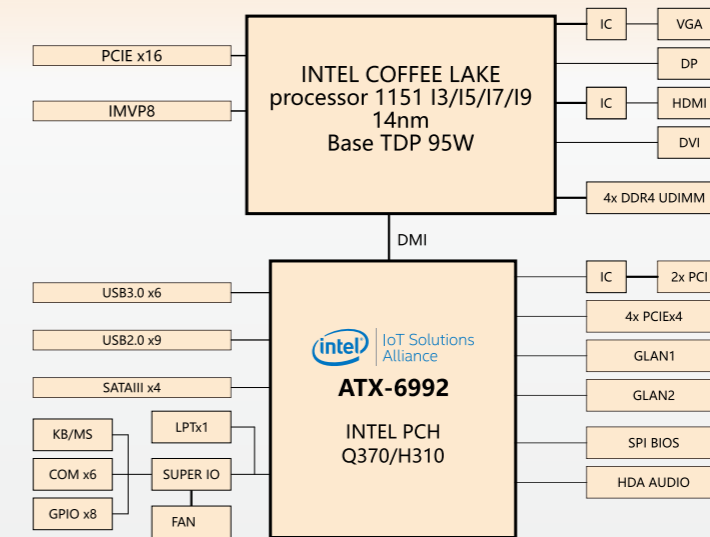 PCIE x16
IMVP8
INTEL COFFEE LAKE
processor 1151 I3/I5/I7/I9
14nm
Base TDP 95W
IC
VGA
DP
IC
HDMI
DVI
4x DDR4 UDIMM
DMI
USB3.0 x6
USB2.0 x9
SATAIII x4
KB/MS
COM x6
GPIO x8
LPTx1
SUPER IO
FAN
intel
IoT Solutions
Alliance
ATX-6992
INTEL PCH
Q370/H310
IC
2x PCI
4x PCIEx4
GLAN1
GLAN2
SPI BIOS
HDA AUDIO